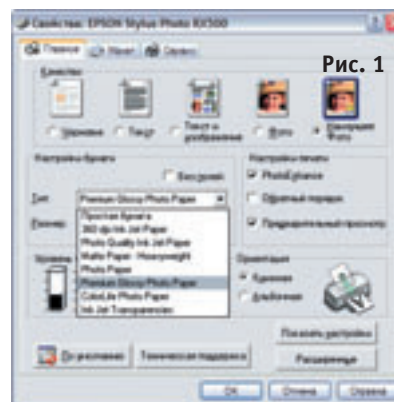 Свойства: EPSON Stylus Photo RX500
Главное Макет Сервис
Рис. 1
Качество
Черновик Текст Текст и изображение Фото Наилучшее Фото
Настройки бумаги
Без полей
Тип: Premium Glossy Photo Paper
Размер:
Простая бумага
360 dpi Ink Jet Paper
Photo Quality Ink Jet Paper
Matte Paper - Heavyweight
Photo Paper
Premium Glossy Photo Paper
ColorLife Photo Paper
Ink Jet Transparencies
Настройки печати
PhotoEnhance
Обратный порядок
Предварительный просмотр
Уровень
Ориентация
Книжная
Альбомная
Показать настройки
По умолчанию Техническая поддержка Расширенные
OK Отмена Справка